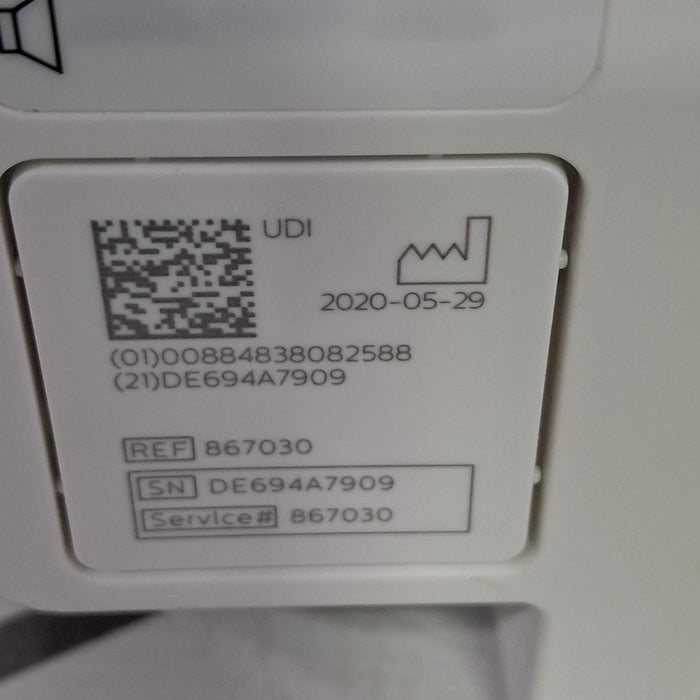 UDI
2020-05-29
(01)00884838082588
(21)DE694A7909
REF 867030
SN DE694A7909
Service# 867030